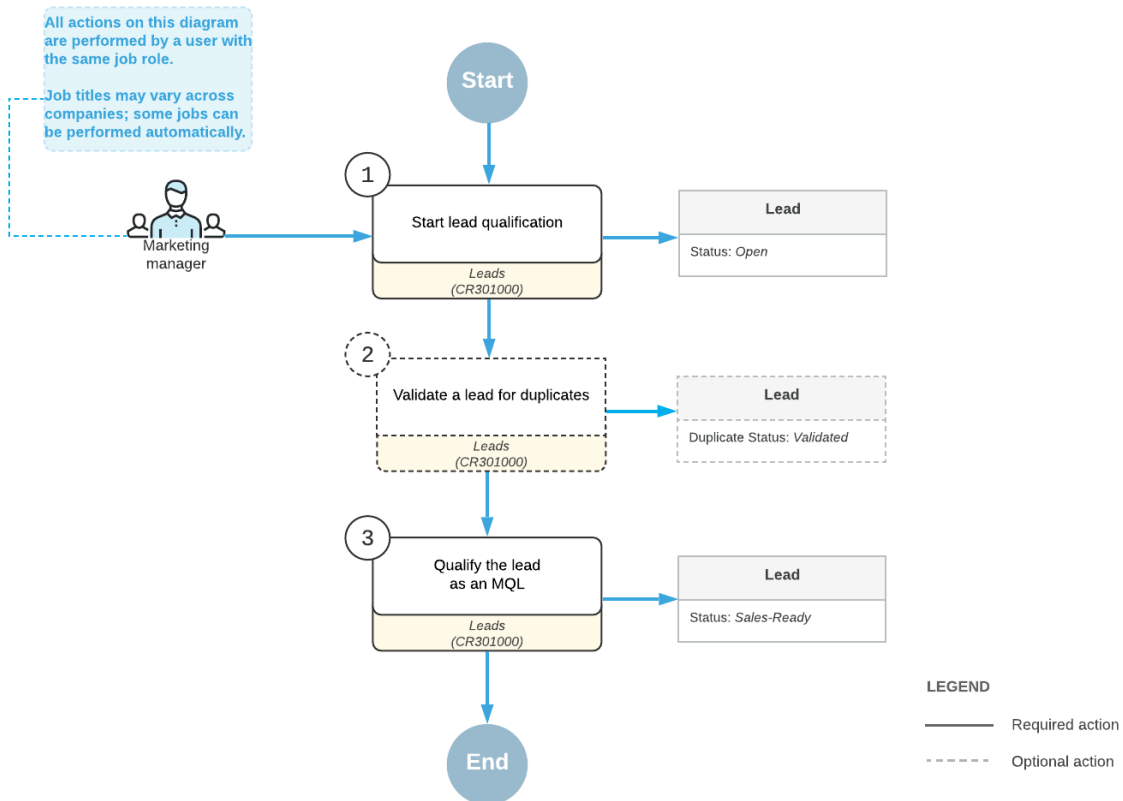 All actions on this diagram
are performed by a user with
the same job role.
Job titles may vary across
companies; some jobs can
be performed automatically.
Start
1
Start lead qualification
Leads
(CR301000)
Marketing
manager
Lead
Status: Open
2
Validate a lead for duplicates
Leads
(CR301000)
Lead
Duplicate Status: Validated
3
Qualify the lead
as an MQL
Leads
(CR301000)
Lead
Status: Sales-Ready
End
LEGEND
Required action
Optional action